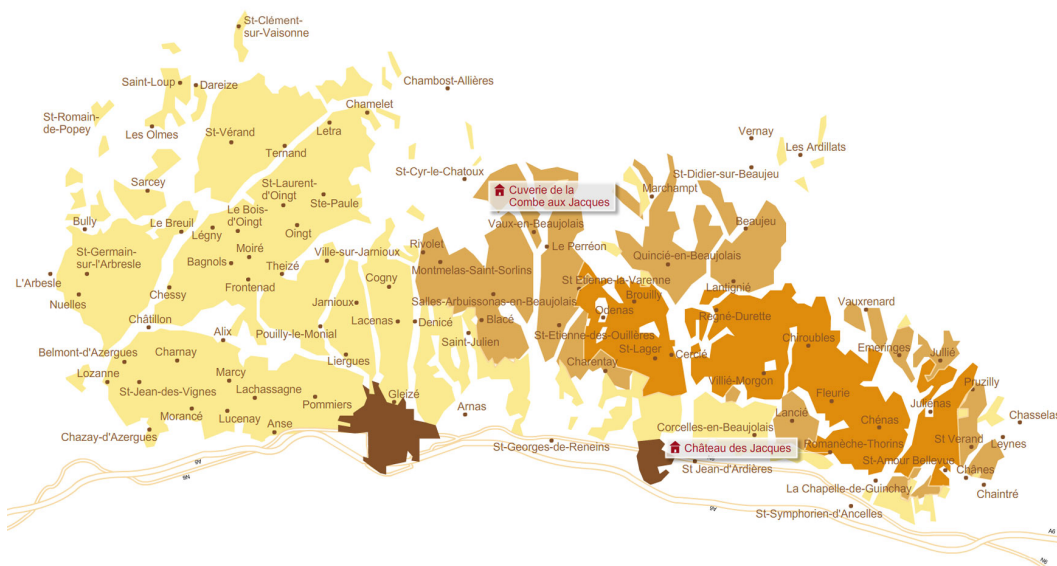 St-Clément-
sur-Vaisonne
Saint-Loup
Dareize
Chambost-Allières
Chamelet
St-Romain-
de-Popey
Les Olmes
St-Vérand
Letra
Ternand
Vernay
Les Ardillats
St-Cyr-le-Chatoux
St-Didier-sur-Beaujeu
Sarcey
St-Laurent-
d'Oingt
Ste-Paule
Cuverie de la
Combe aux Jacques
Marchampt
Bully
Le Breuil
Le Bois-
d'Oingt
Légny
Oingt
Vaux-en-Beaujolais
Beaujeu
St-Germain-
sur-l'Arbresle
Moiré
Ville-sur-Jarnioux
Rivolet
Le Perréon
Bagnols
Theizé
Montmelas-Saint-Sorlins
Quincié-en-Beaujolais
L'Arbesle
Nuelles
Chessy
Frontenad
Cogny
St Etienne-la-Varenne
Lantignié
Jarnioux
Salles-Arbuissonas-en-Beaujolais
Brouilly
Vauxrenard
Odenas
Regné-Durette
Châtillon
Alix
Pouilly-le-Monial
Lacenas
Denicé
Blacé
St-Etienne-des-Ouillères
Saint-Julien
Chiroubles
Emeringes
Jullié
Belmont-d'Azergues
Charnay
Liergues
St-Lager
Cerclé
Charentay
Lozanne
Marcy
Villié-Morgon
Pruzilly
St-Jean-des-Vignes
Lachassagne
Pommiers
Gleizé
Fleurie
Juliénas
Morancé
Lucenay
Arnas
Lancié
Chénas
Chasselas
Chazay-d'Azergues
Anse
Corcelles-en-Beaujolais
St-Georges-de-Reneins
Château des Jacques
Romanèche-Thorins
St Verand
Leynes
St Jean-d'Ardières
St-Amour Bellevue
Chânes
La Chapelle-de-Guinchay
Chaintré
St-Symphorien-d'Ancelles
A6
N6